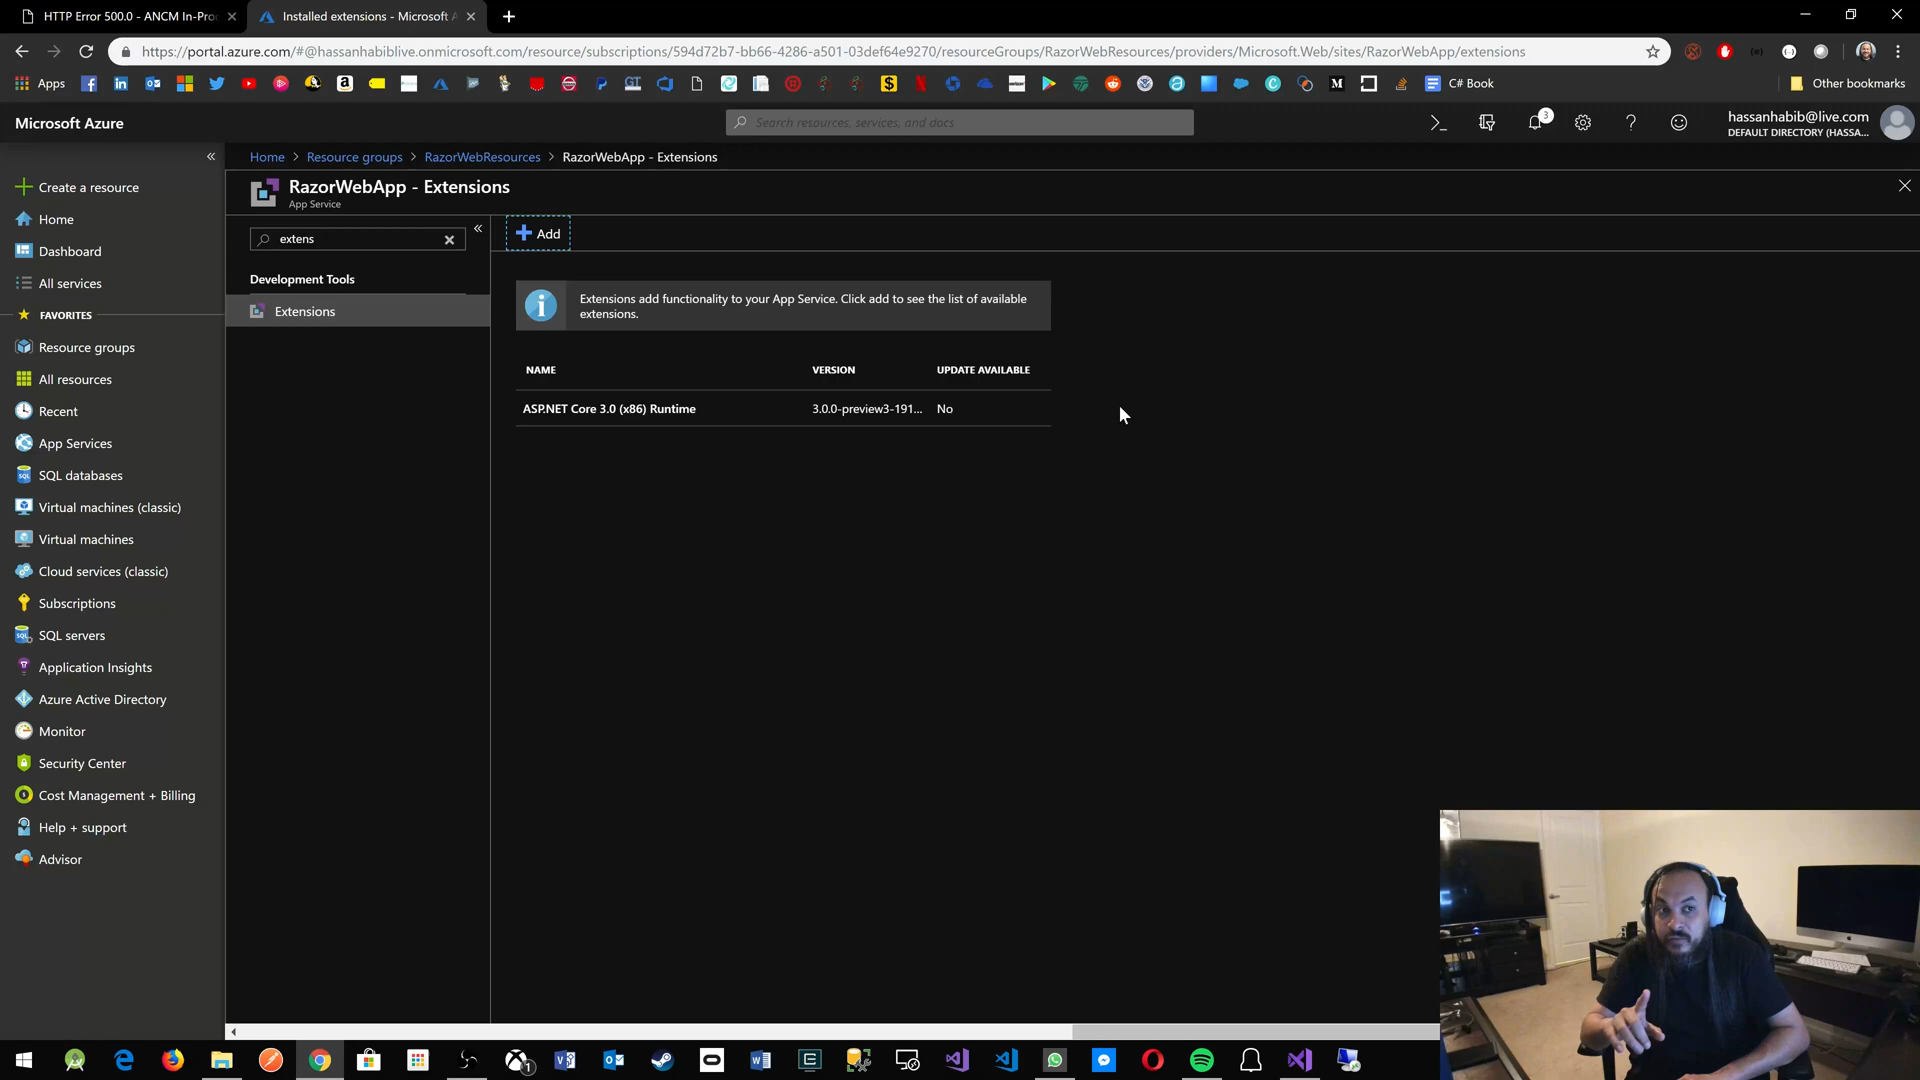 HTTP Error 500.0 - ANCM In-Proc
Installed extensions - Microsoft A
https://portal.azure.com/#@hassanhabiblive.onmicrosoft.com/resource/subscriptions/594d72b7-bb66-4286-a501-03def64e9270/resourceGroups/RazorWebResources/providers/Microsoft.Web/sites/RazorWebApp/extensions
Apps
GT
M
C# Book
Other bookmarks
Microsoft Azure
Search resources, services, and docs
3
hassanhabib@live.com
DEFAULT DIRECTORY (HASSA...
Home > Resource groups > RazorWebResources > RazorWebApp - Extensions
RazorWebApp - Extensions
App Service
Create a resource
Home
Dashboard
All services
FAVORITES
Resource groups
All resources
Recent
App Services
SQL databases
Virtual machines (classic)
Virtual machines
Cloud services (classic)
Subscriptions
SQL servers
Application Insights
Azure Active Directory
Monitor
Security Center
Cost Management + Billing
Help + support
Advisor
extens
Development Tools
Extensions
Add
Extensions add functionality to your App Service. Click add to see the list of available
extensions.
NAME VERSION UPDATE AVAILABLE
ASP.NET Core 3.0 (x86) Runtime 3.0.0-preview3-191... No
1